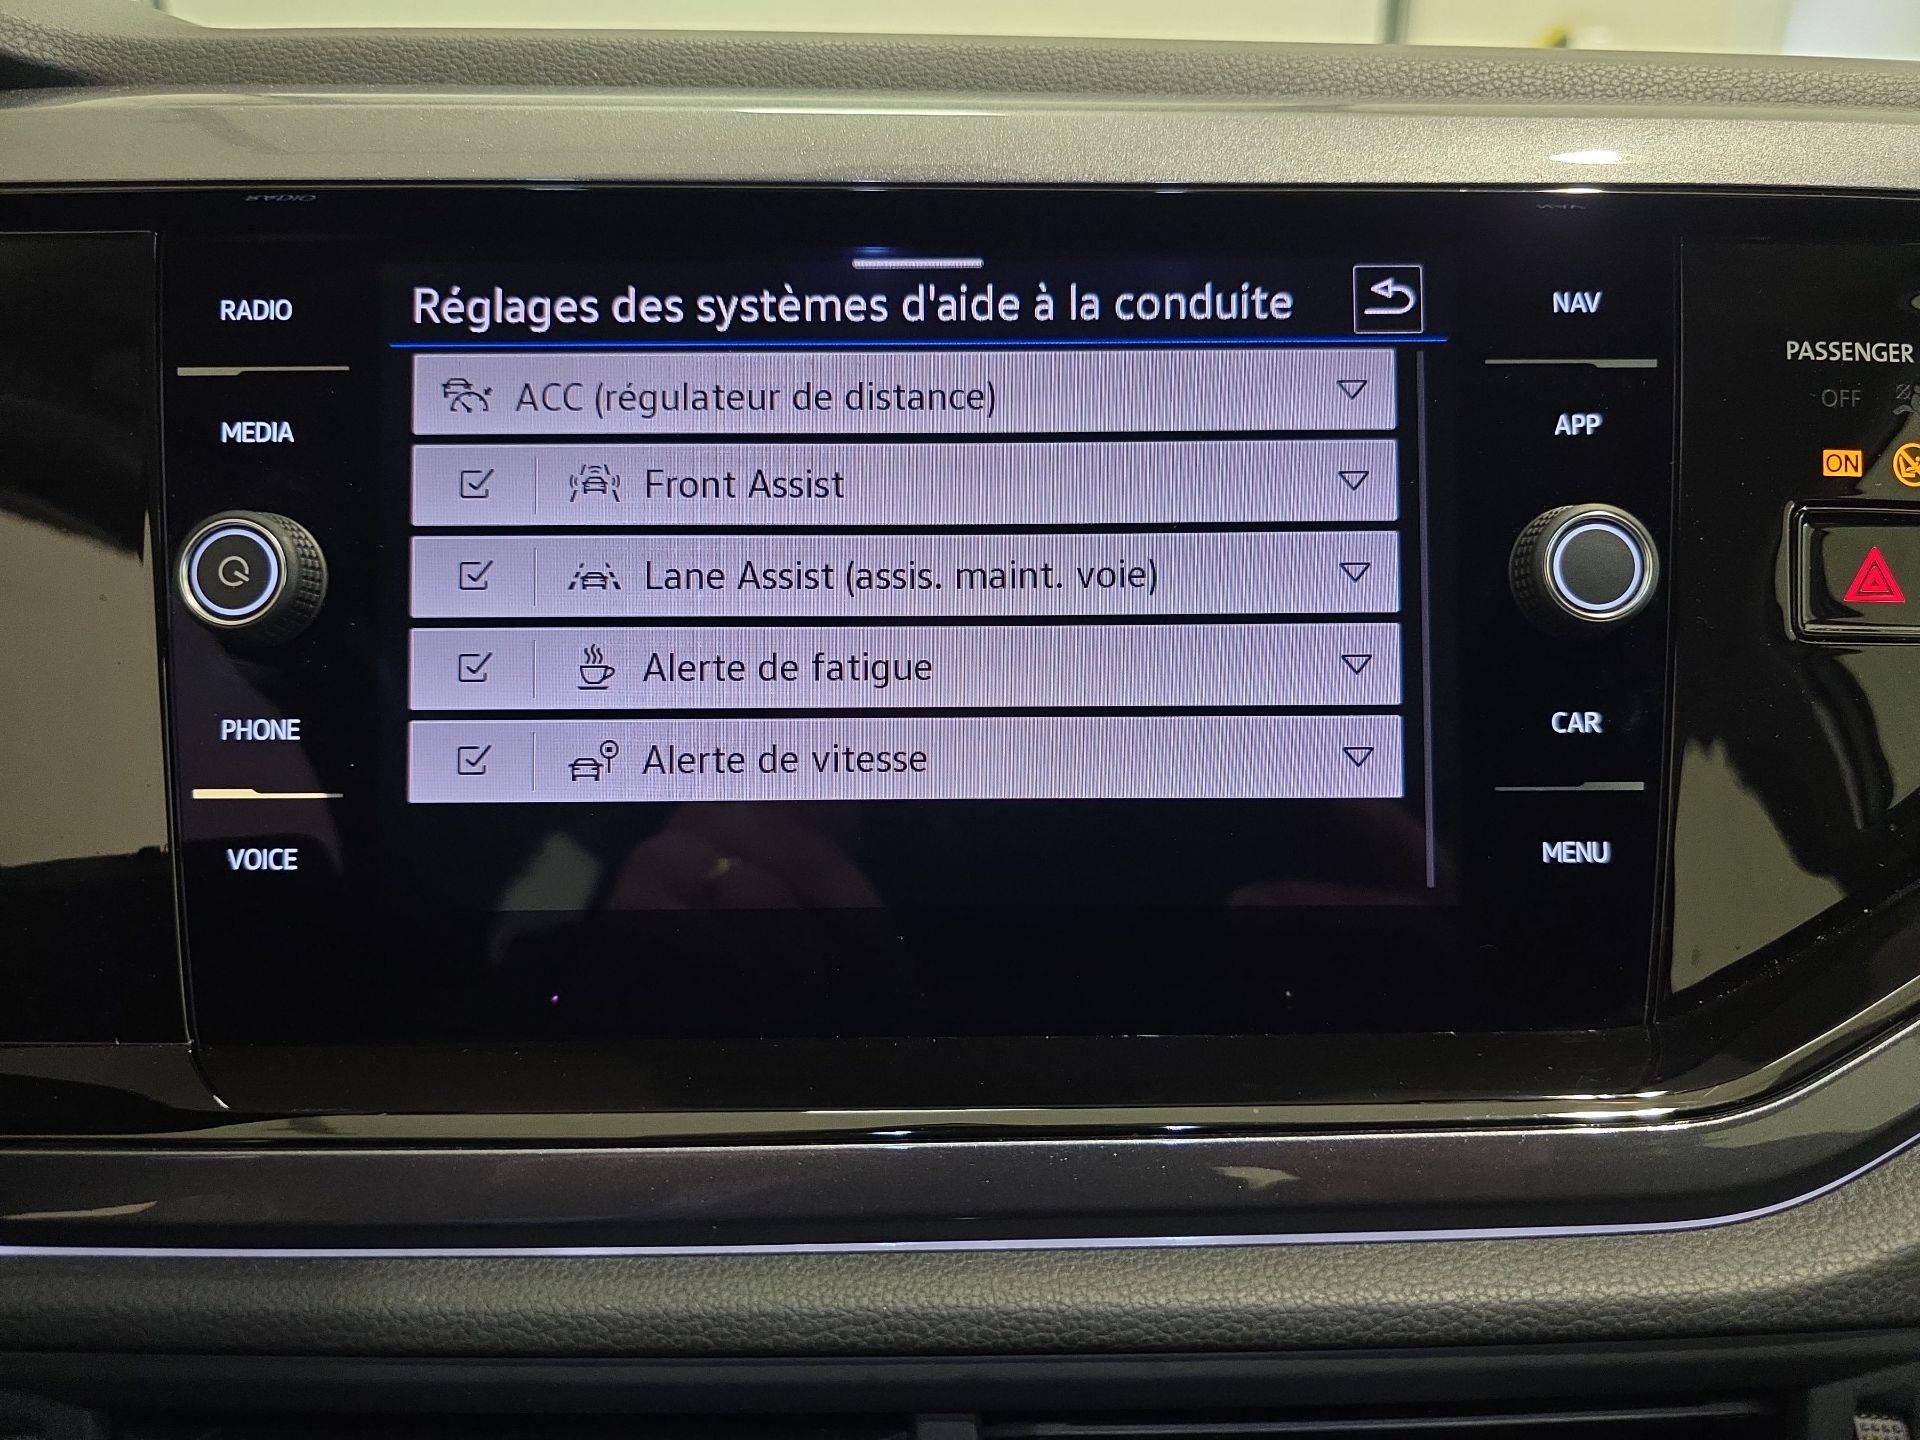 RADIO
MEDIA
PHONE
VOICE
Réglages des systèmes d'aide à la conduite
ACC (régulateur de distance)
Front Assist
Lane Assist (assis. maint. voie)
Alerte de fatigue
Alerte de vitesse
NAV
APP
CAR
MENU
PASSENGER
OFF
ON